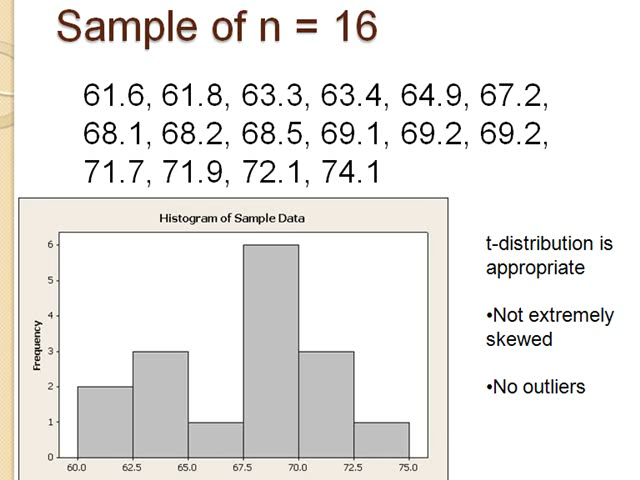 Sample of n = 16
61.6, 61.8, 63.3, 63.4, 64.9, 67.2,
68.1, 68.2, 68.5, 69.1, 69.2, 69.2,
71.7, 71.9, 72.1, 74.1
Histogram of Sample Data
6
5
4
3
2
1
0
Frequency
60.0 62.5 65.0 67.5 70.0 72.5 75.0
t-distribution is
appropriate
•Not extremely
skewed
•No outliers